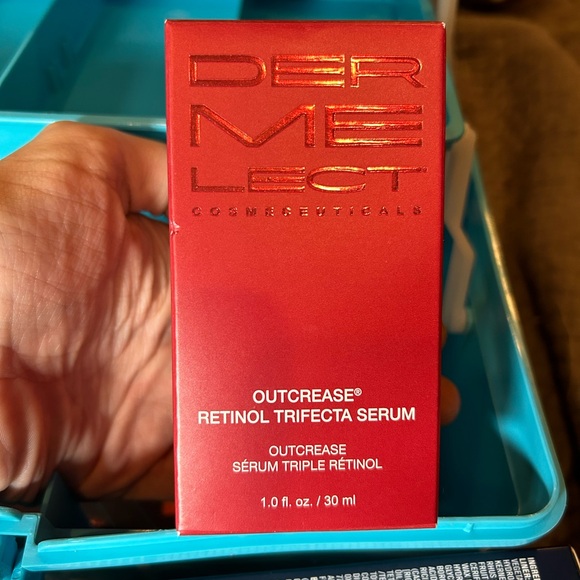 DER
ME
LECT
COSMECEUTICALS
OUTCREASE®
RETINOL TRIFECTA SERUM
OUTCREASE
SÉRUM TRIPLE RÉTINOL
1.0 fl. oz. / 30 ml